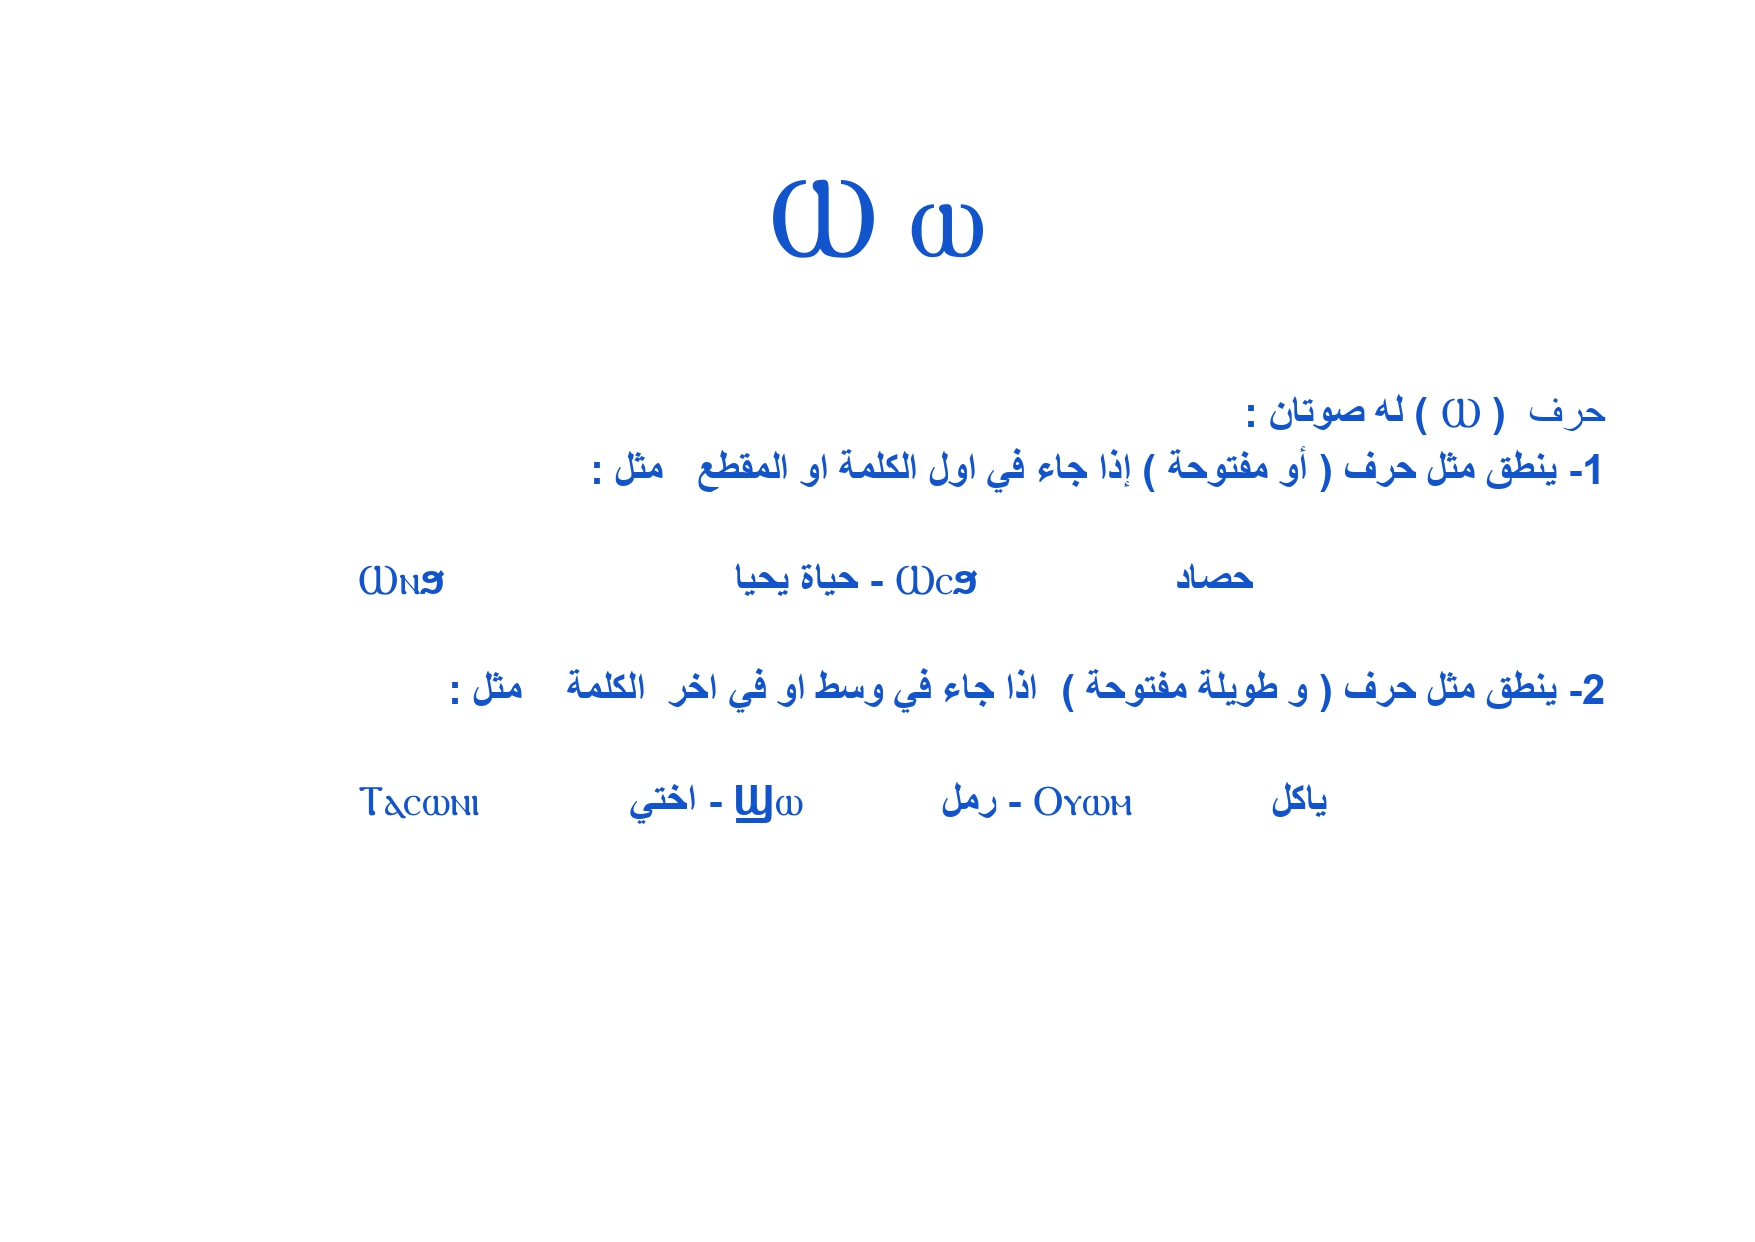 Ⲱ ⲱ
حرف ( Ⲱ ) له صوتان :
1- ينطق مثل حرف ( أو مفتوحة ) إذا جاء في اول الكلمة او المقطع مثل :
Ⲱⲛϧ حياة يحيا - Ⲱⲥϧ حصاد
2- ينطق مثل حرف ( و طويلة مفتوحة ) اذا جاء في وسط او في اخر الكلمة مثل :
Ⲧⲁⲥⲱⲛⲓ اختي - Ϣⲱ رمل - Ⲟⲩⲱⲙ ياكل